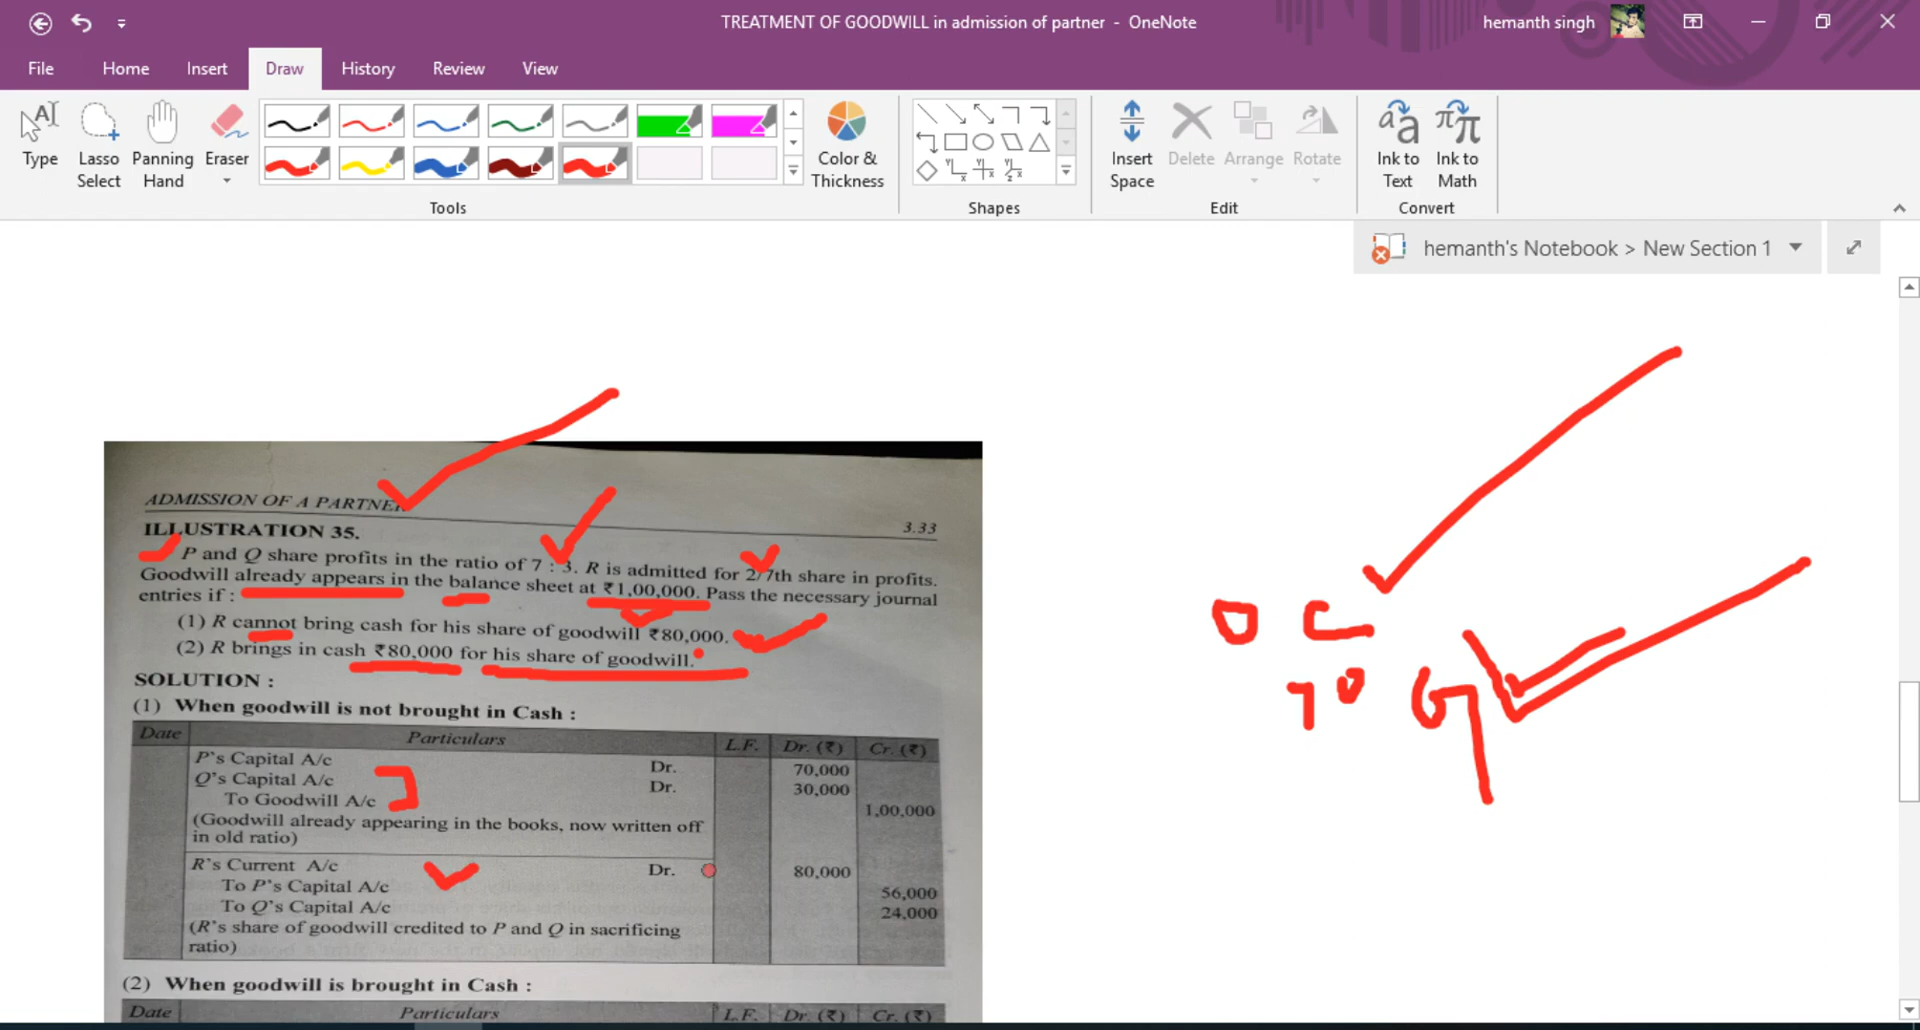 TREATMENT OF GOODWILL in admission of partner - OneNote
hemanth singh
File Home Insert Draw History Review View
Type
Lasso Select
Panning Hand
Eraser
Color & Thickness
Insert Space
Delete
Arrange
Rotate
Ink to Text
Ink to Math
Tools Shapes Edit Convert
hemanth's Notebook > New Section 1
ADMISSION OF A PARTNER
3.33
ILLUSTRATION 35.
P and Q share profits in the ratio of 7 : 3. R is admitted for 2/7th share in profits.
Goodwill already appears in the balance sheet at ₹1,00,000. Pass the necessary journal
entries if :
(1) R cannot bring cash for his share of goodwill ₹80,000.
(2) R brings in cash ₹80,000 for his share of goodwill.
SOLUTION :
(1) When goodwill is not brought in Cash :
Date Particulars L.F. Dr. (₹) Cr. (₹)
P's Capital A/c Dr. 70,000
Q's Capital A/c Dr. 30,000
To Goodwill A/c 1,00,000
(Goodwill already appearing in the books, now written off
in old ratio)
R's Current A/c Dr. 80,000
To P's Capital A/c 56,000
To Q's Capital A/c 24,000
(R's share of goodwill credited to P and Q in sacrificing
ratio)
(2) When goodwill is brought in Cash :
Date Particulars L.F. Dr. (₹) Cr. (₹)
O C
To G